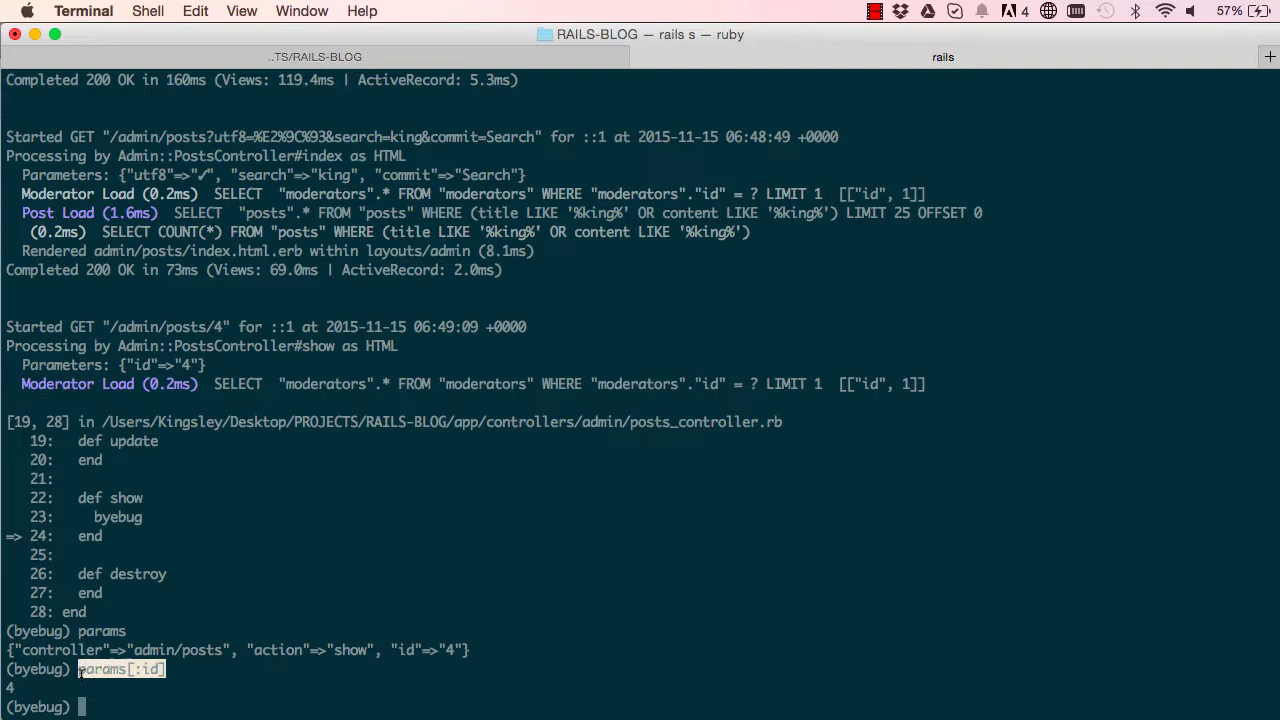 Terminal Shell Edit View Window Help 4 57%
RAILS-BLOG — rails s — ruby
..TS/RAILS-BLOG rails +
Completed 200 OK in 160ms (Views: 119.4ms | ActiveRecord: 5.3ms)
Started GET "/admin/posts?utf8=%E2%9C%93&search=king&commit=Search" for ::1 at 2015-11-15 06:48:49 +0000
Processing by Admin::PostsController#index as HTML
Parameters: {"utf8"=>"✓", "search"=>"king", "commit"=>"Search"}
Moderator Load (0.2ms)  SELECT  "moderators".* FROM "moderators" WHERE "moderators"."id" = ? LIMIT 1  [["id", 1]]
Post Load (1.6ms)  SELECT  "posts".* FROM "posts" WHERE (title LIKE '%king%' OR content LIKE '%king%') LIMIT 25 OFFSET 0
(0.2ms)  SELECT COUNT(*) FROM "posts" WHERE (title LIKE '%king%' OR content LIKE '%king%')
Rendered admin/posts/index.html.erb within layouts/admin (8.1ms)
Completed 200 OK in 73ms (Views: 69.0ms | ActiveRecord: 2.0ms)
Started GET "/admin/posts/4" for ::1 at 2015-11-15 06:49:09 +0000
Processing by Admin::PostsController#show as HTML
Parameters: {"id"=>"4"}
Moderator Load (0.2ms)  SELECT  "moderators".* FROM "moderators" WHERE "moderators"."id" = ? LIMIT 1  [["id", 1]]
[19, 28] in /Users/Kingsley/Desktop/PROJECTS/RAILS-BLOG/app/controllers/admin/posts_controller.rb
19:   def update
20:   end
21:
22:   def show
23:     byebug
=> 24:   end
25:
26:   def destroy
27:   end
28: end
(byebug) params
{"controller"=>"admin/posts", "action"=>"show", "id"=>"4"}
(byebug) params[:id]
4
(byebug)